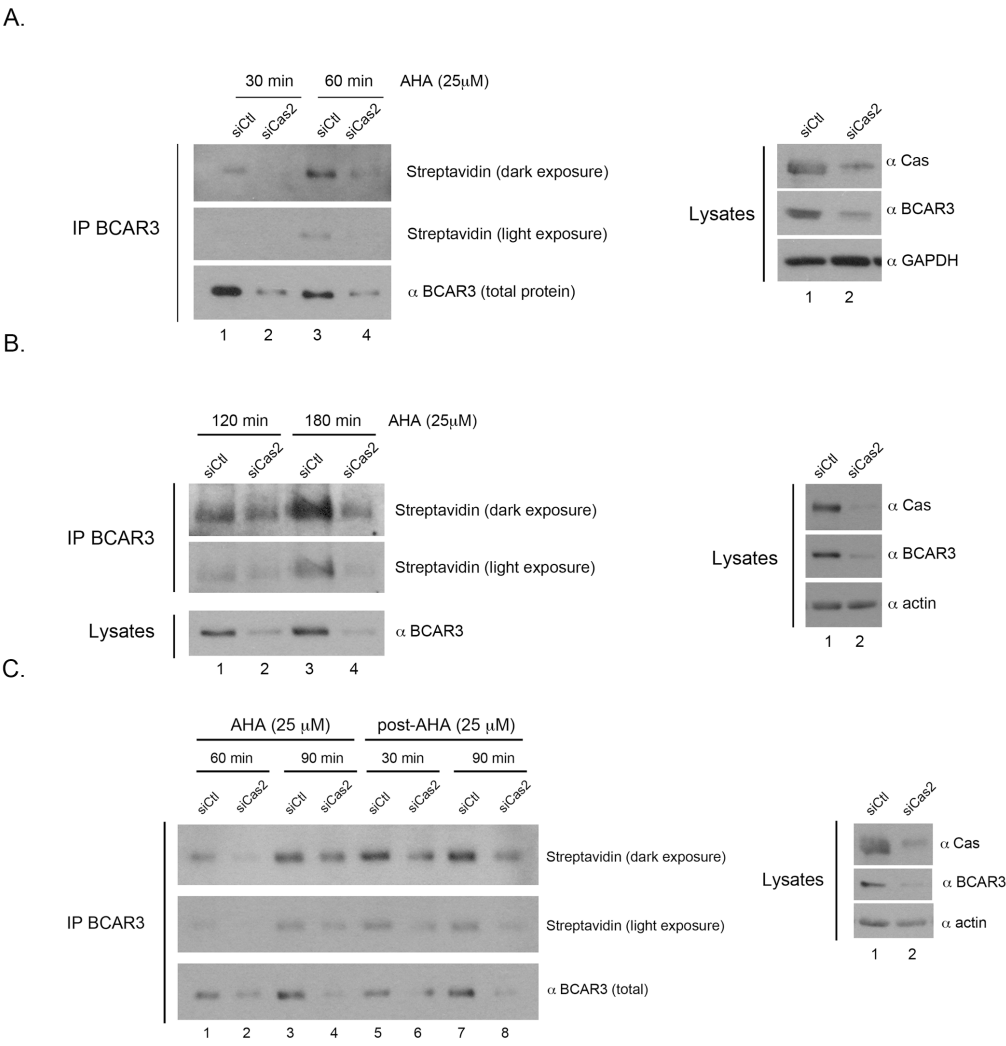 A.
30 min 60 min AHA (25μM)
siCtl siCas2 siCtl siCas2
Streptavidin (dark exposure)
IP BCAR3
Streptavidin (light exposure)
α BCAR3 (total protein)
1 2 3 4
siCtl siCas2
α Cas
Lysates
α BCAR3
α GAPDH
1 2
B.
120 min 180 min AHA (25μM)
siCtl siCas2 siCtl siCas2
Streptavidin (dark exposure)
IP BCAR3
Streptavidin (light exposure)
Lysates
α BCAR3
1 2 3 4
siCtl siCas2
α Cas
Lysates
α BCAR3
α actin
1 2
C.
AHA (25 μM) post-AHA (25 μM)
60 min 90 min 30 min 90 min
siCtl siCas2 siCtl siCas2 siCtl siCas2 siCtl siCas2
Streptavidin (dark exposure)
IP BCAR3
Streptavidin (light exposure)
α BCAR3 (total)
1 2 3 4 5 6 7 8
siCtl siCas2
α Cas
Lysates
α BCAR3
α actin
1 2